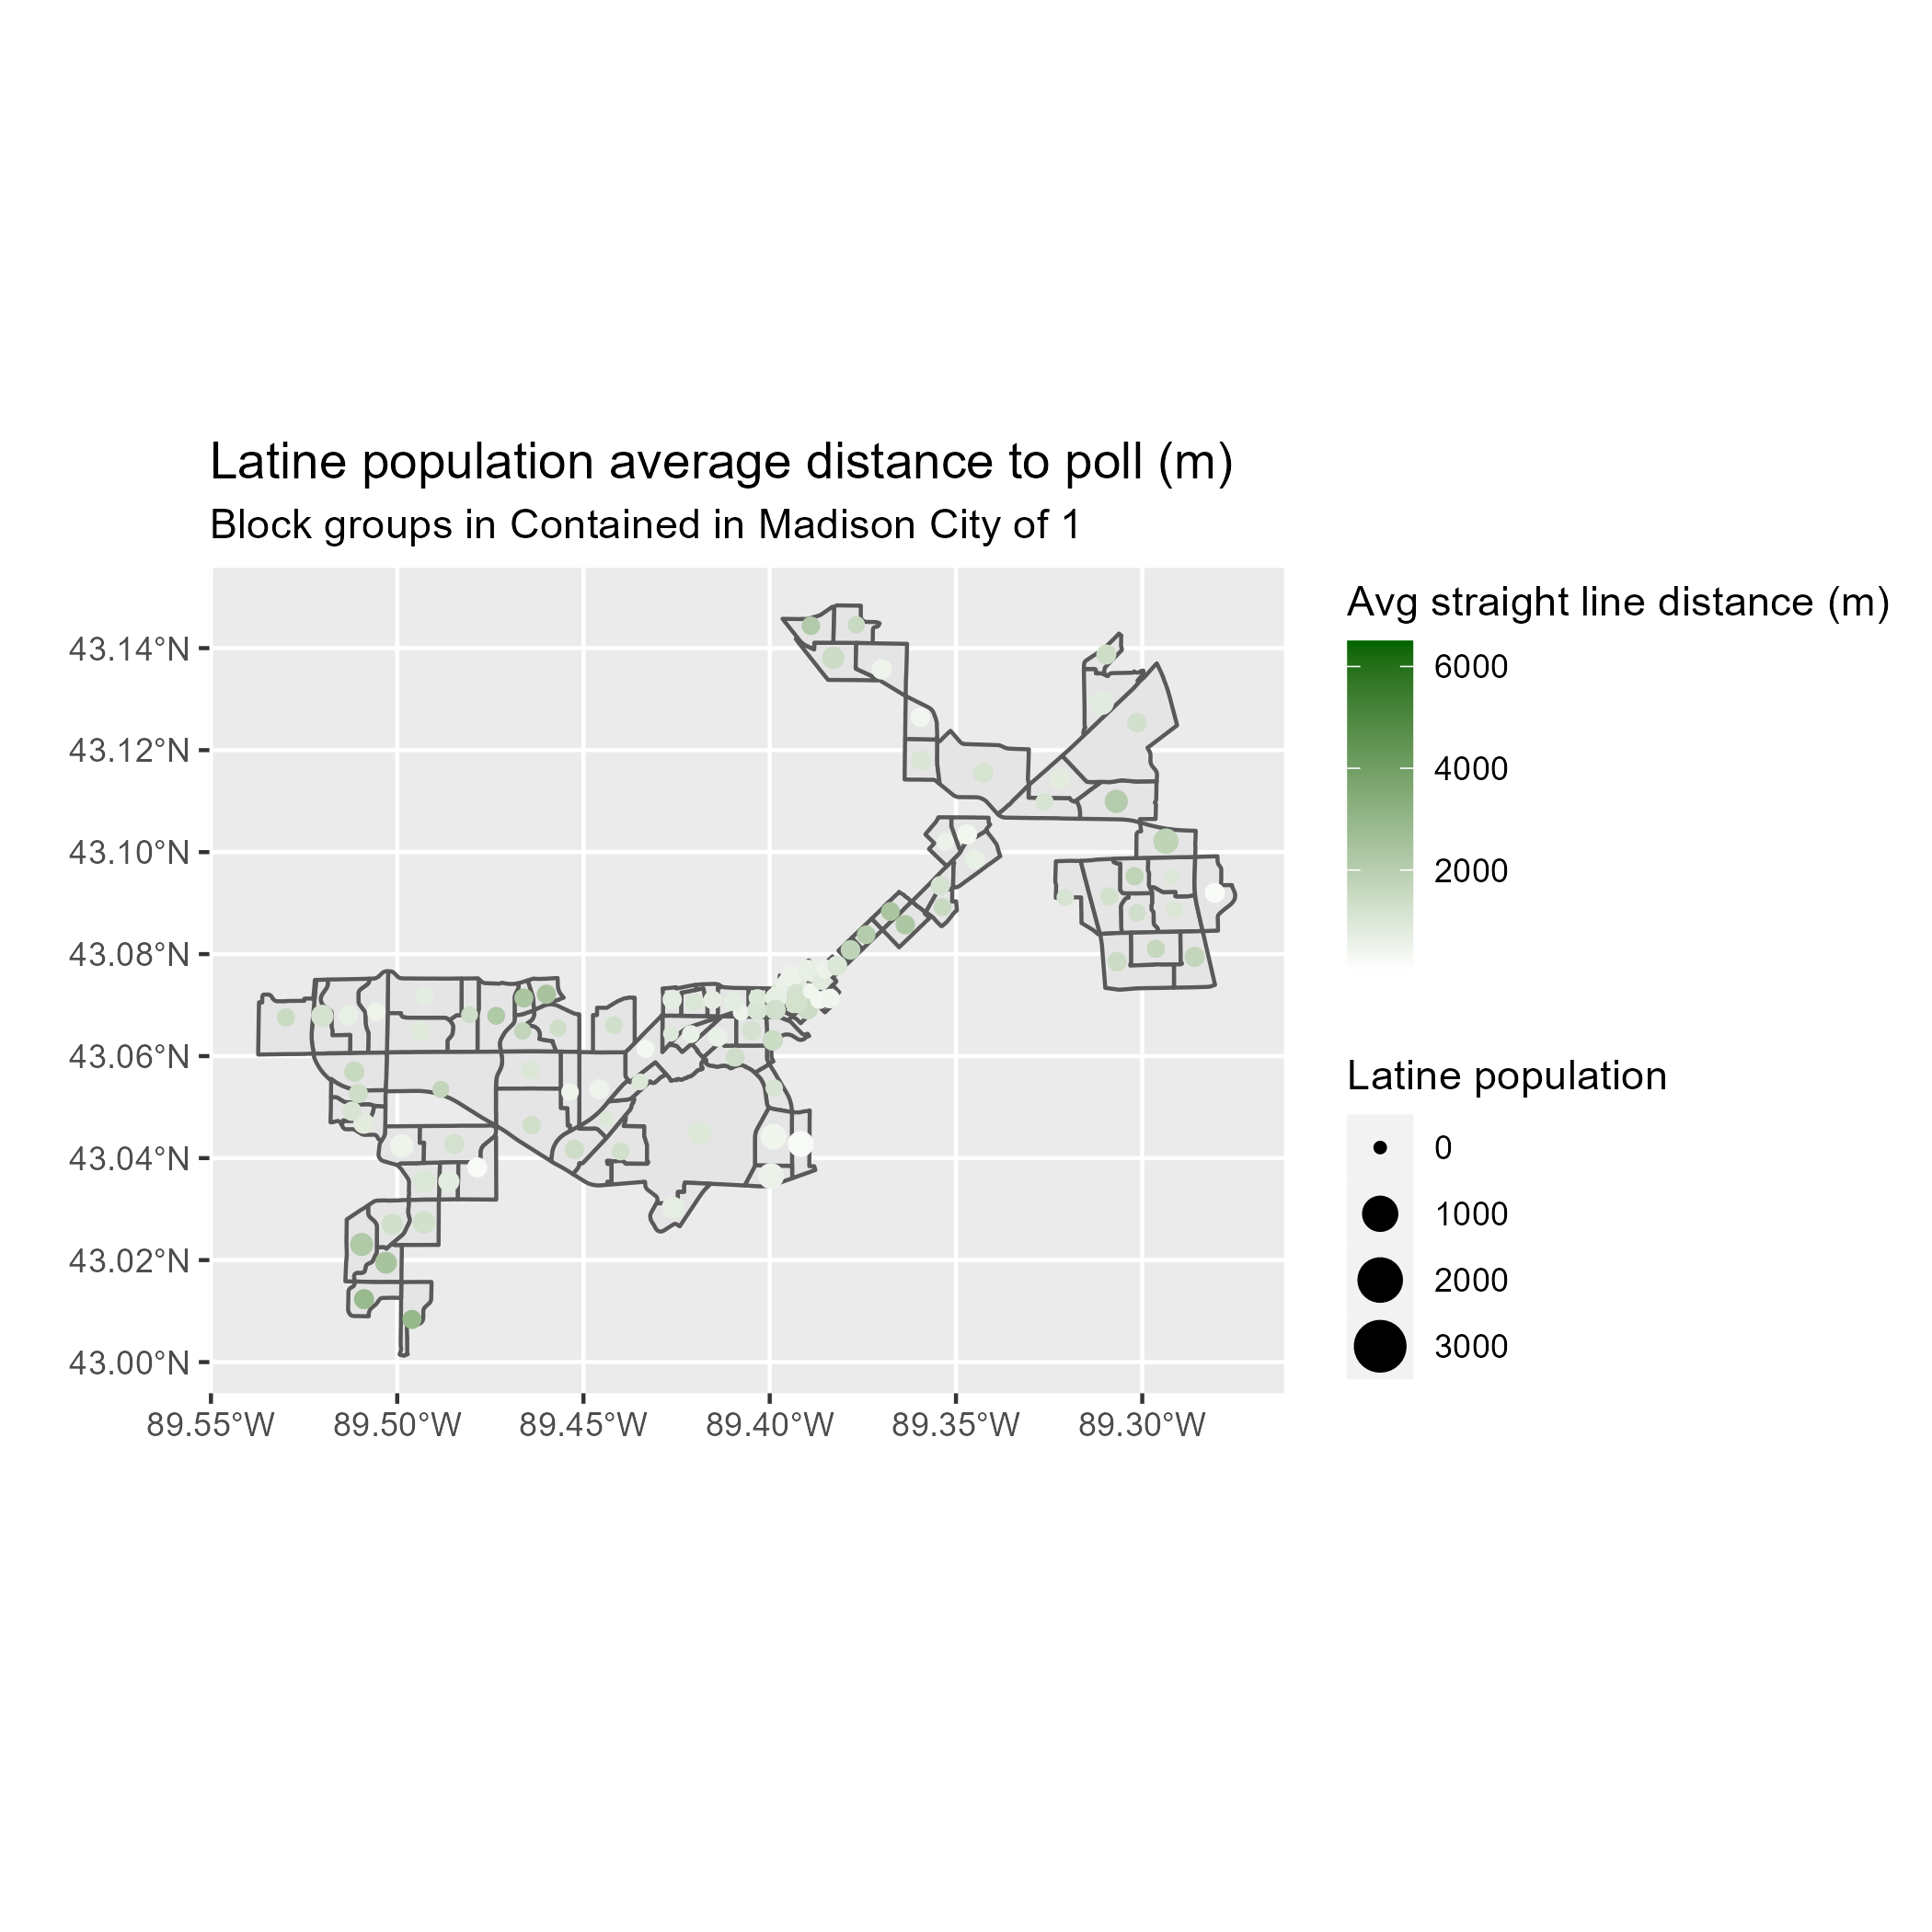 Latine population average distance to poll (m)
Block groups in Contained in Madison City of 1
43.14°N
43.12°N
43.10°N
43.08°N
43.06°N
43.04°N
43.02°N
43.00°N
89.55°W
89.50°W
89.45°W
89.40°W
89.35°W
89.30°W
Avg straight line distance (m)
6000
4000
2000
Latine population
0
1000
2000
3000